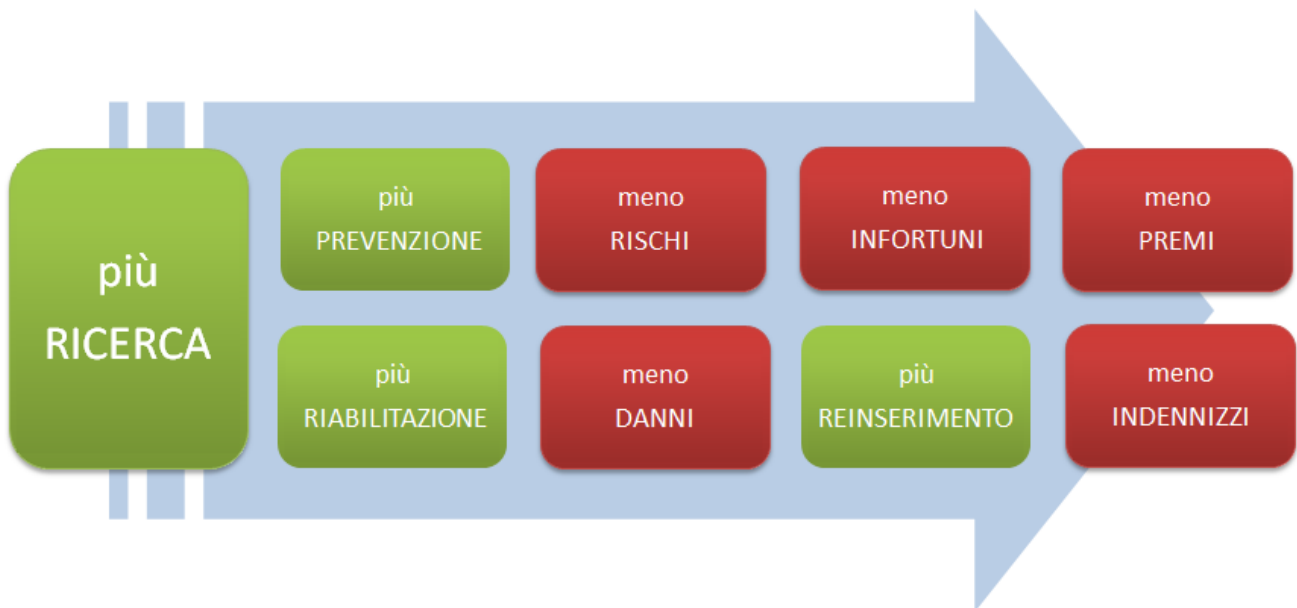 più
RICERCA
più
PREVENZIONE
meno
RISCHI
meno
INFORTUNI
meno
PREMI
più
RIABILITAZIONE
meno
DANNI
più
REINSERIMENTO
meno
INDENNIZZI